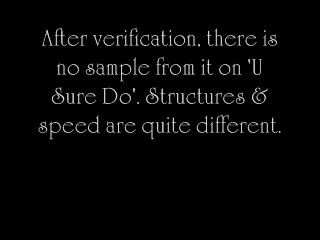 After verification, there is
no sample from it on 'U
Sure Do'. Structures &
speed are quite different.